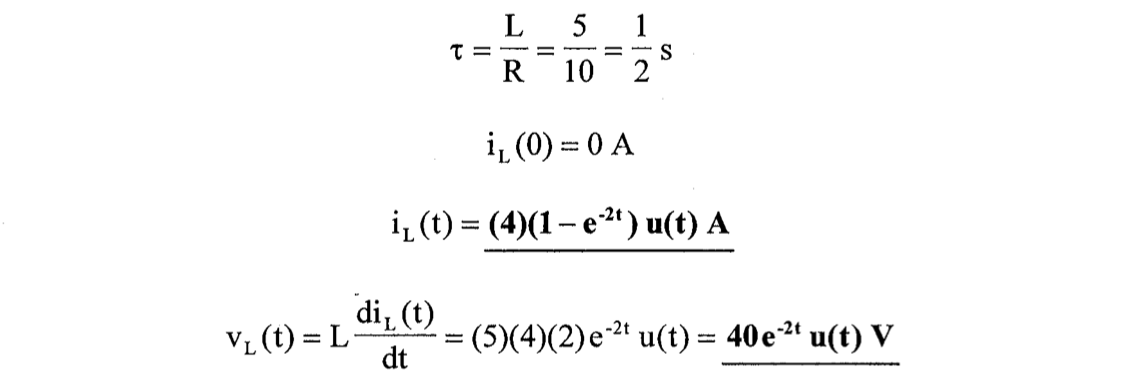 τ = L/R = 5/10 = 1/2 s
i_L(0) = 0 A
i_L(t) = (4)(1 – e^-2t) u(t) A
v_L(t) = L di_L(t)/dt = (5)(4)(2)e^-2t u(t) = 40e^-2t u(t) V